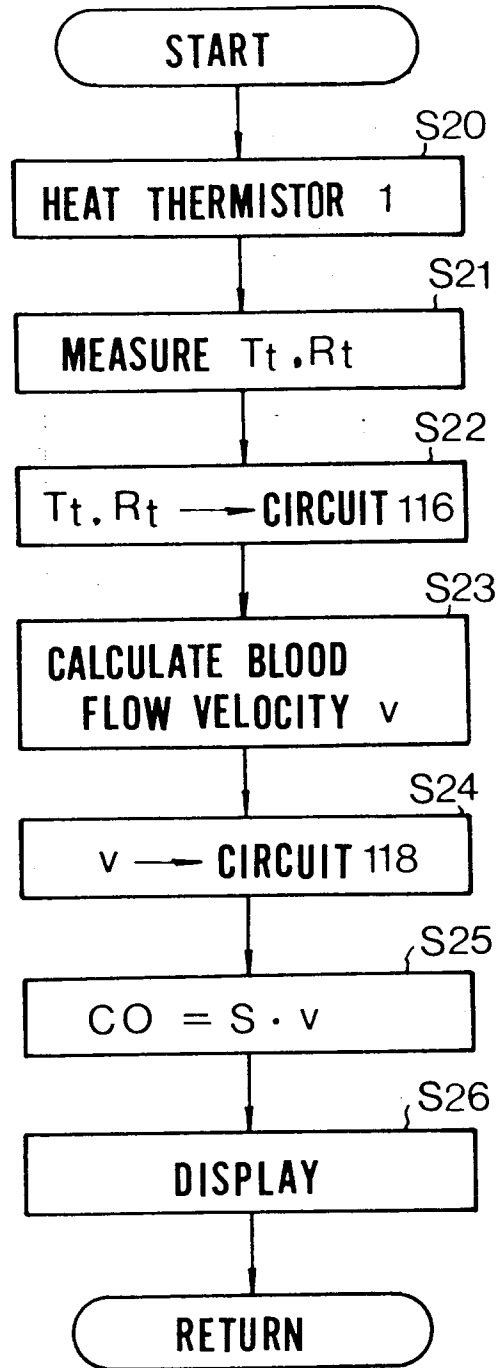 START
S20
HEAT THERMISTOR 1
S21
MEASURE Tt.Rt
S22
Tt.Rt → CIRCUIT 116
S23
CALCULATE BLOOD
FLOW VELOCITY v
S24
v → CIRCUIT 118
S25
CO = S · v
S26
DISPLAY
RETURN